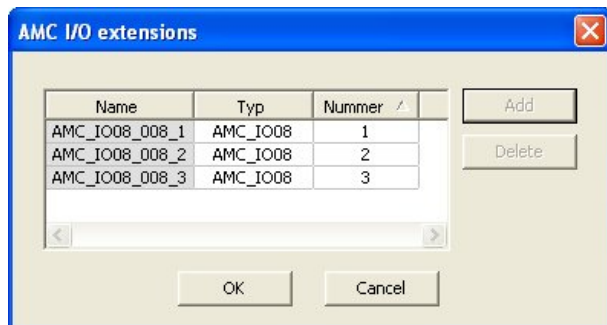 AMC I/O extensions
Name Typ Nummer
AMC_IO08_008_1 AMC_IO08 1
AMC_IO08_008_2 AMC_IO08 2
AMC_IO08_008_3 AMC_IO08 3
Add
Delete
OK Cancel